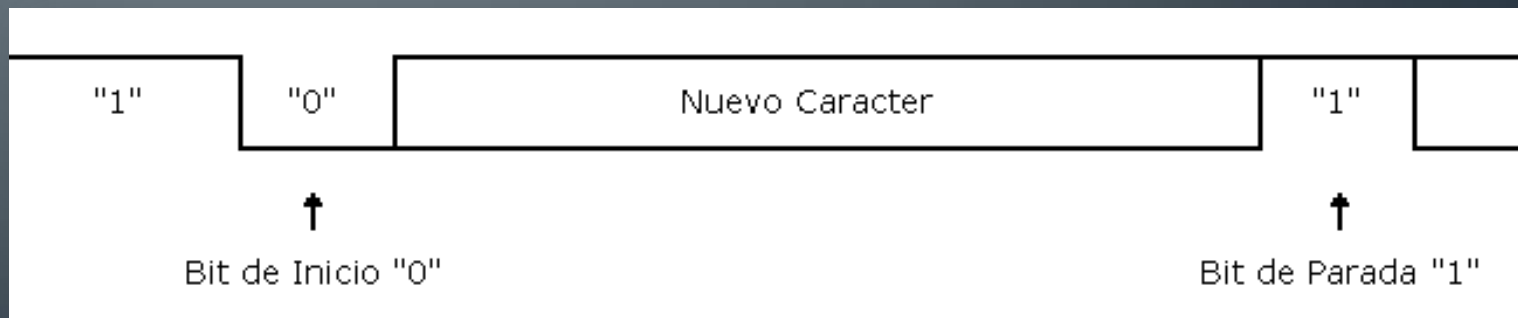 "1" "0" Nuevo Caracter "1"
Bit de Inicio "0" Bit de Parada "1"